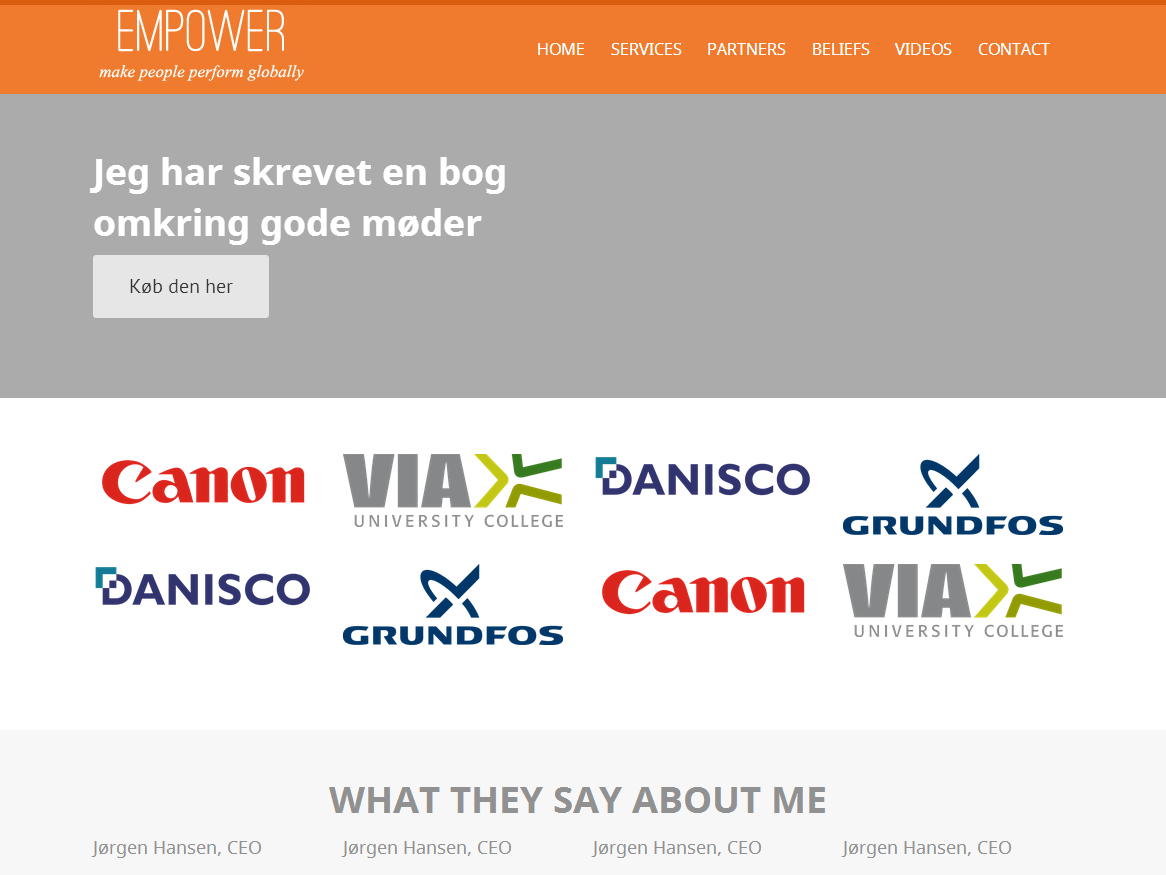 EMPOWER
make people perform globally
HOME SERVICES PARTNERS BELIEFS VIDEOS CONTACT
Jeg har skrevet en bog
omkring gode møder
Køb den her
Canon VIA UNIVERSITY COLLEGE DANISCO GRUNDFOS
DANISCO GRUNDFOS Canon VIA UNIVERSITY COLLEGE
WHAT THEY SAY ABOUT ME
Jørgen Hansen, CEO Jørgen Hansen, CEO Jørgen Hansen, CEO Jørgen Hansen, CEO